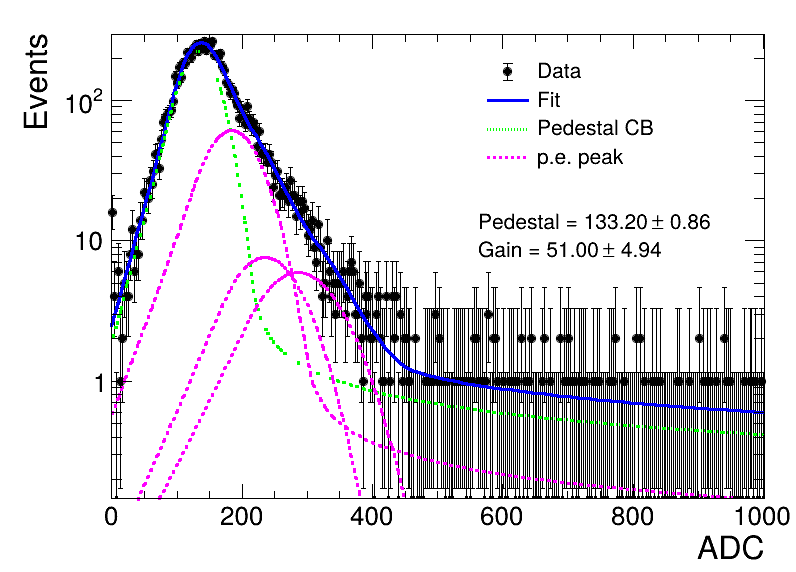 Events
10²
10
1
Data
Fit
Pedestal CB
p.e. peak
Pedestal = 133.20 ± 0.86
Gain = 51.00 ± 4.94
0 200 400 600 800 1000
ADC